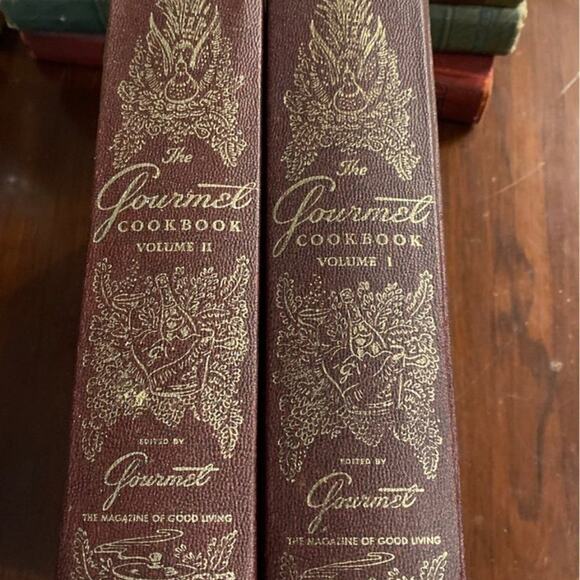 The
Gourmet
COOKBOOK
VOLUME II
EDITED BY
Gourmet
THE MAGAZINE OF GOOD LIVING
The
Gourmet
COOKBOOK
VOLUME I
EDITED BY
Gourmet
THE MAGAZINE OF GOOD LIVING